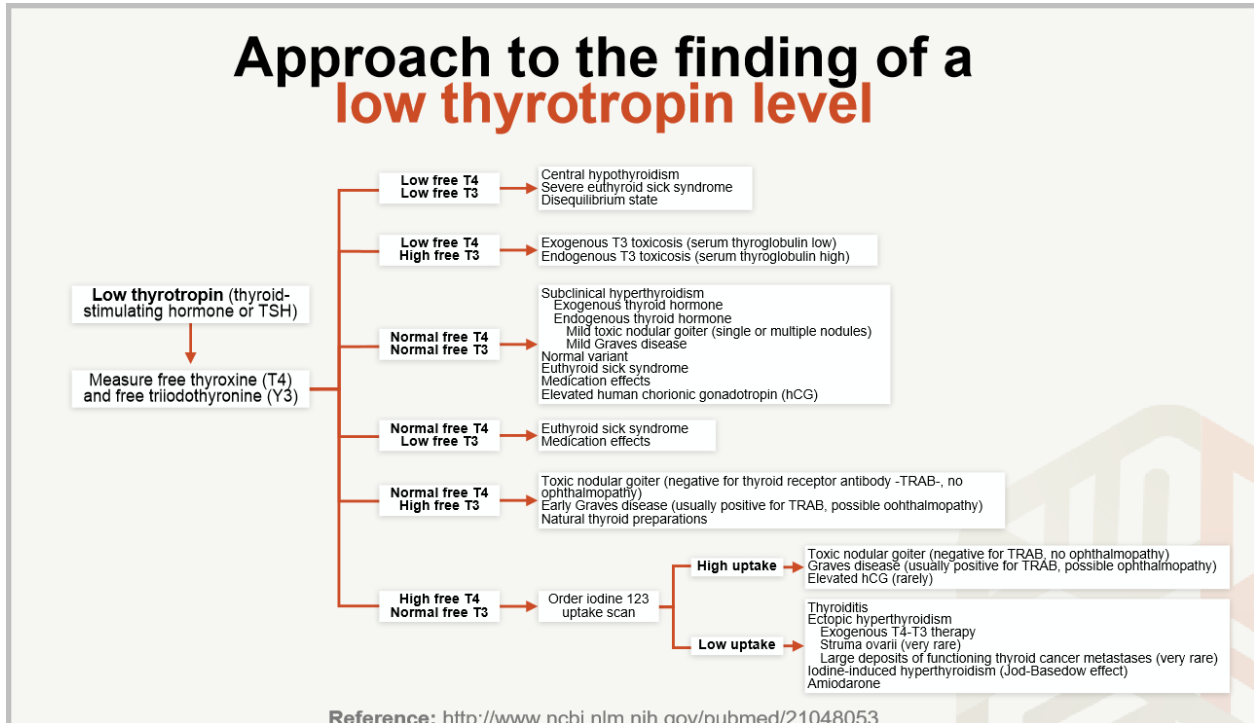 Approach to the finding of a
low thyrotropin level
Low thyrotropin (thyroid-
stimulating hormone or TSH)
Measure free thyroxine (T4)
and free triiodothyronine (Y3)
Low free T4
Low free T3
Central hypothyroidism
Severe euthyroid sick syndrome
Disequilibrium state
Low free T4
High free T3
Exogenous T3 toxicosis (serum thyroglobulin low)
Endogenous T3 toxicosis (serum thyroglobulin high)
Normal free T4
Normal free T3
Subclinical hyperthyroidism
Exogenous thyroid hormone
Endogenous thyroid hormone
Mild toxic nodular goiter (single or multiple nodules)
Mild Graves disease
Normal variant
Euthyroid sick syndrome
Medication effects
Elevated human chorionic gonadotropin (hCG)
Normal free T4
Low free T3
Euthyroid sick syndrome
Medication effects
Normal free T4
High free T3
Toxic nodular goiter (negative for thyroid receptor antibody -TRAB-, no
ophthalmopathy)
Early Graves disease (usually positive for TRAB, possible oohthalmopathy)
Natural thyroid preparations
High free T4
Normal free T3
Order iodine 123
uptake scan
High uptake
Toxic nodular goiter (negative for TRAB, no ophthalmopathy)
Graves disease (usually positive for TRAB, possible ophthalmopathy)
Elevated hCG (rarely)
Low uptake
Thyroiditis
Ectopic hyperthyroidism
Exogenous T4-T3 therapy
Struma ovarii (very rare)
Large deposits of functioning thyroid cancer metastases (very rare)
Iodine-induced hyperthyroidism (Jod-Basedow effect)
Amiodarone
Reference: http://www.ncbi.nlm.nih.gov/pubmed/21048053